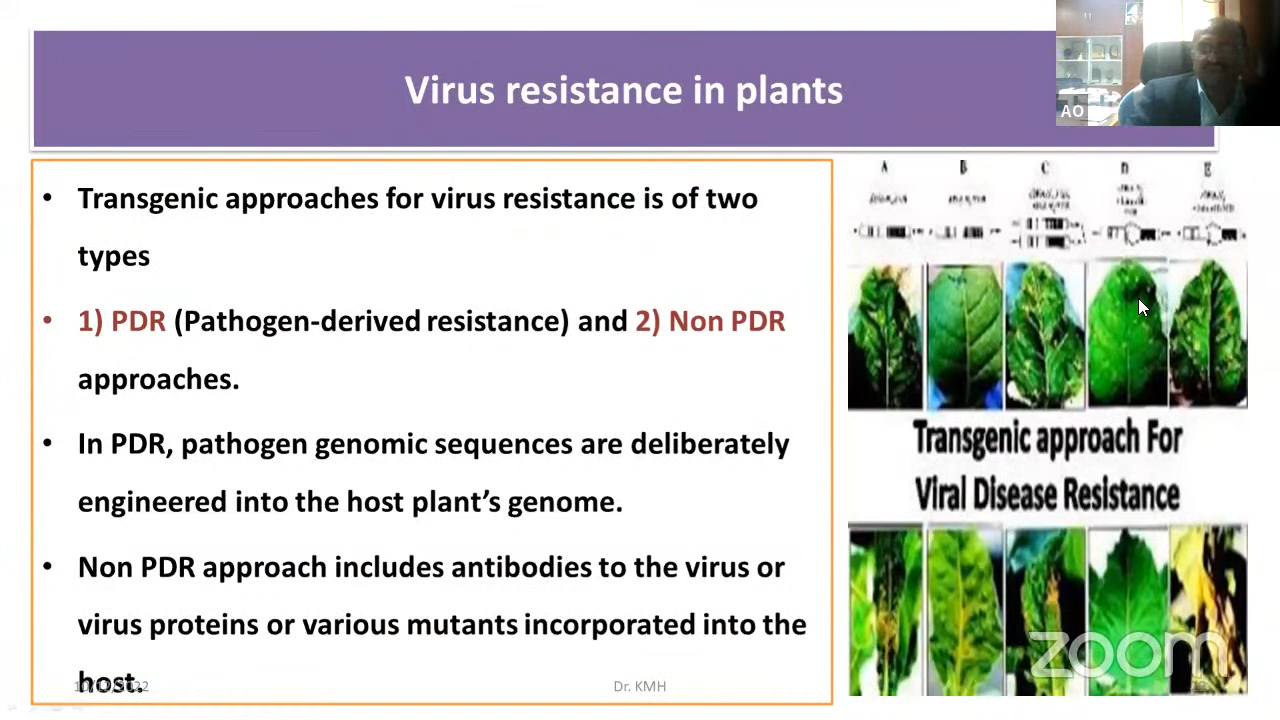 Virus resistance in plants
AO
• Transgenic approaches for virus resistance is of two
types
• 1) PDR (Pathogen-derived resistance) and 2) Non PDR
approaches.
• In PDR, pathogen genomic sequences are deliberately
engineered into the host plant’s genome.
• Non PDR approach includes antibodies to the virus or
virus proteins or various mutants incorporated into the
host.
A B C D E
Transgenic approach For
Viral Disease Resistance
zoom
Dr. KMH